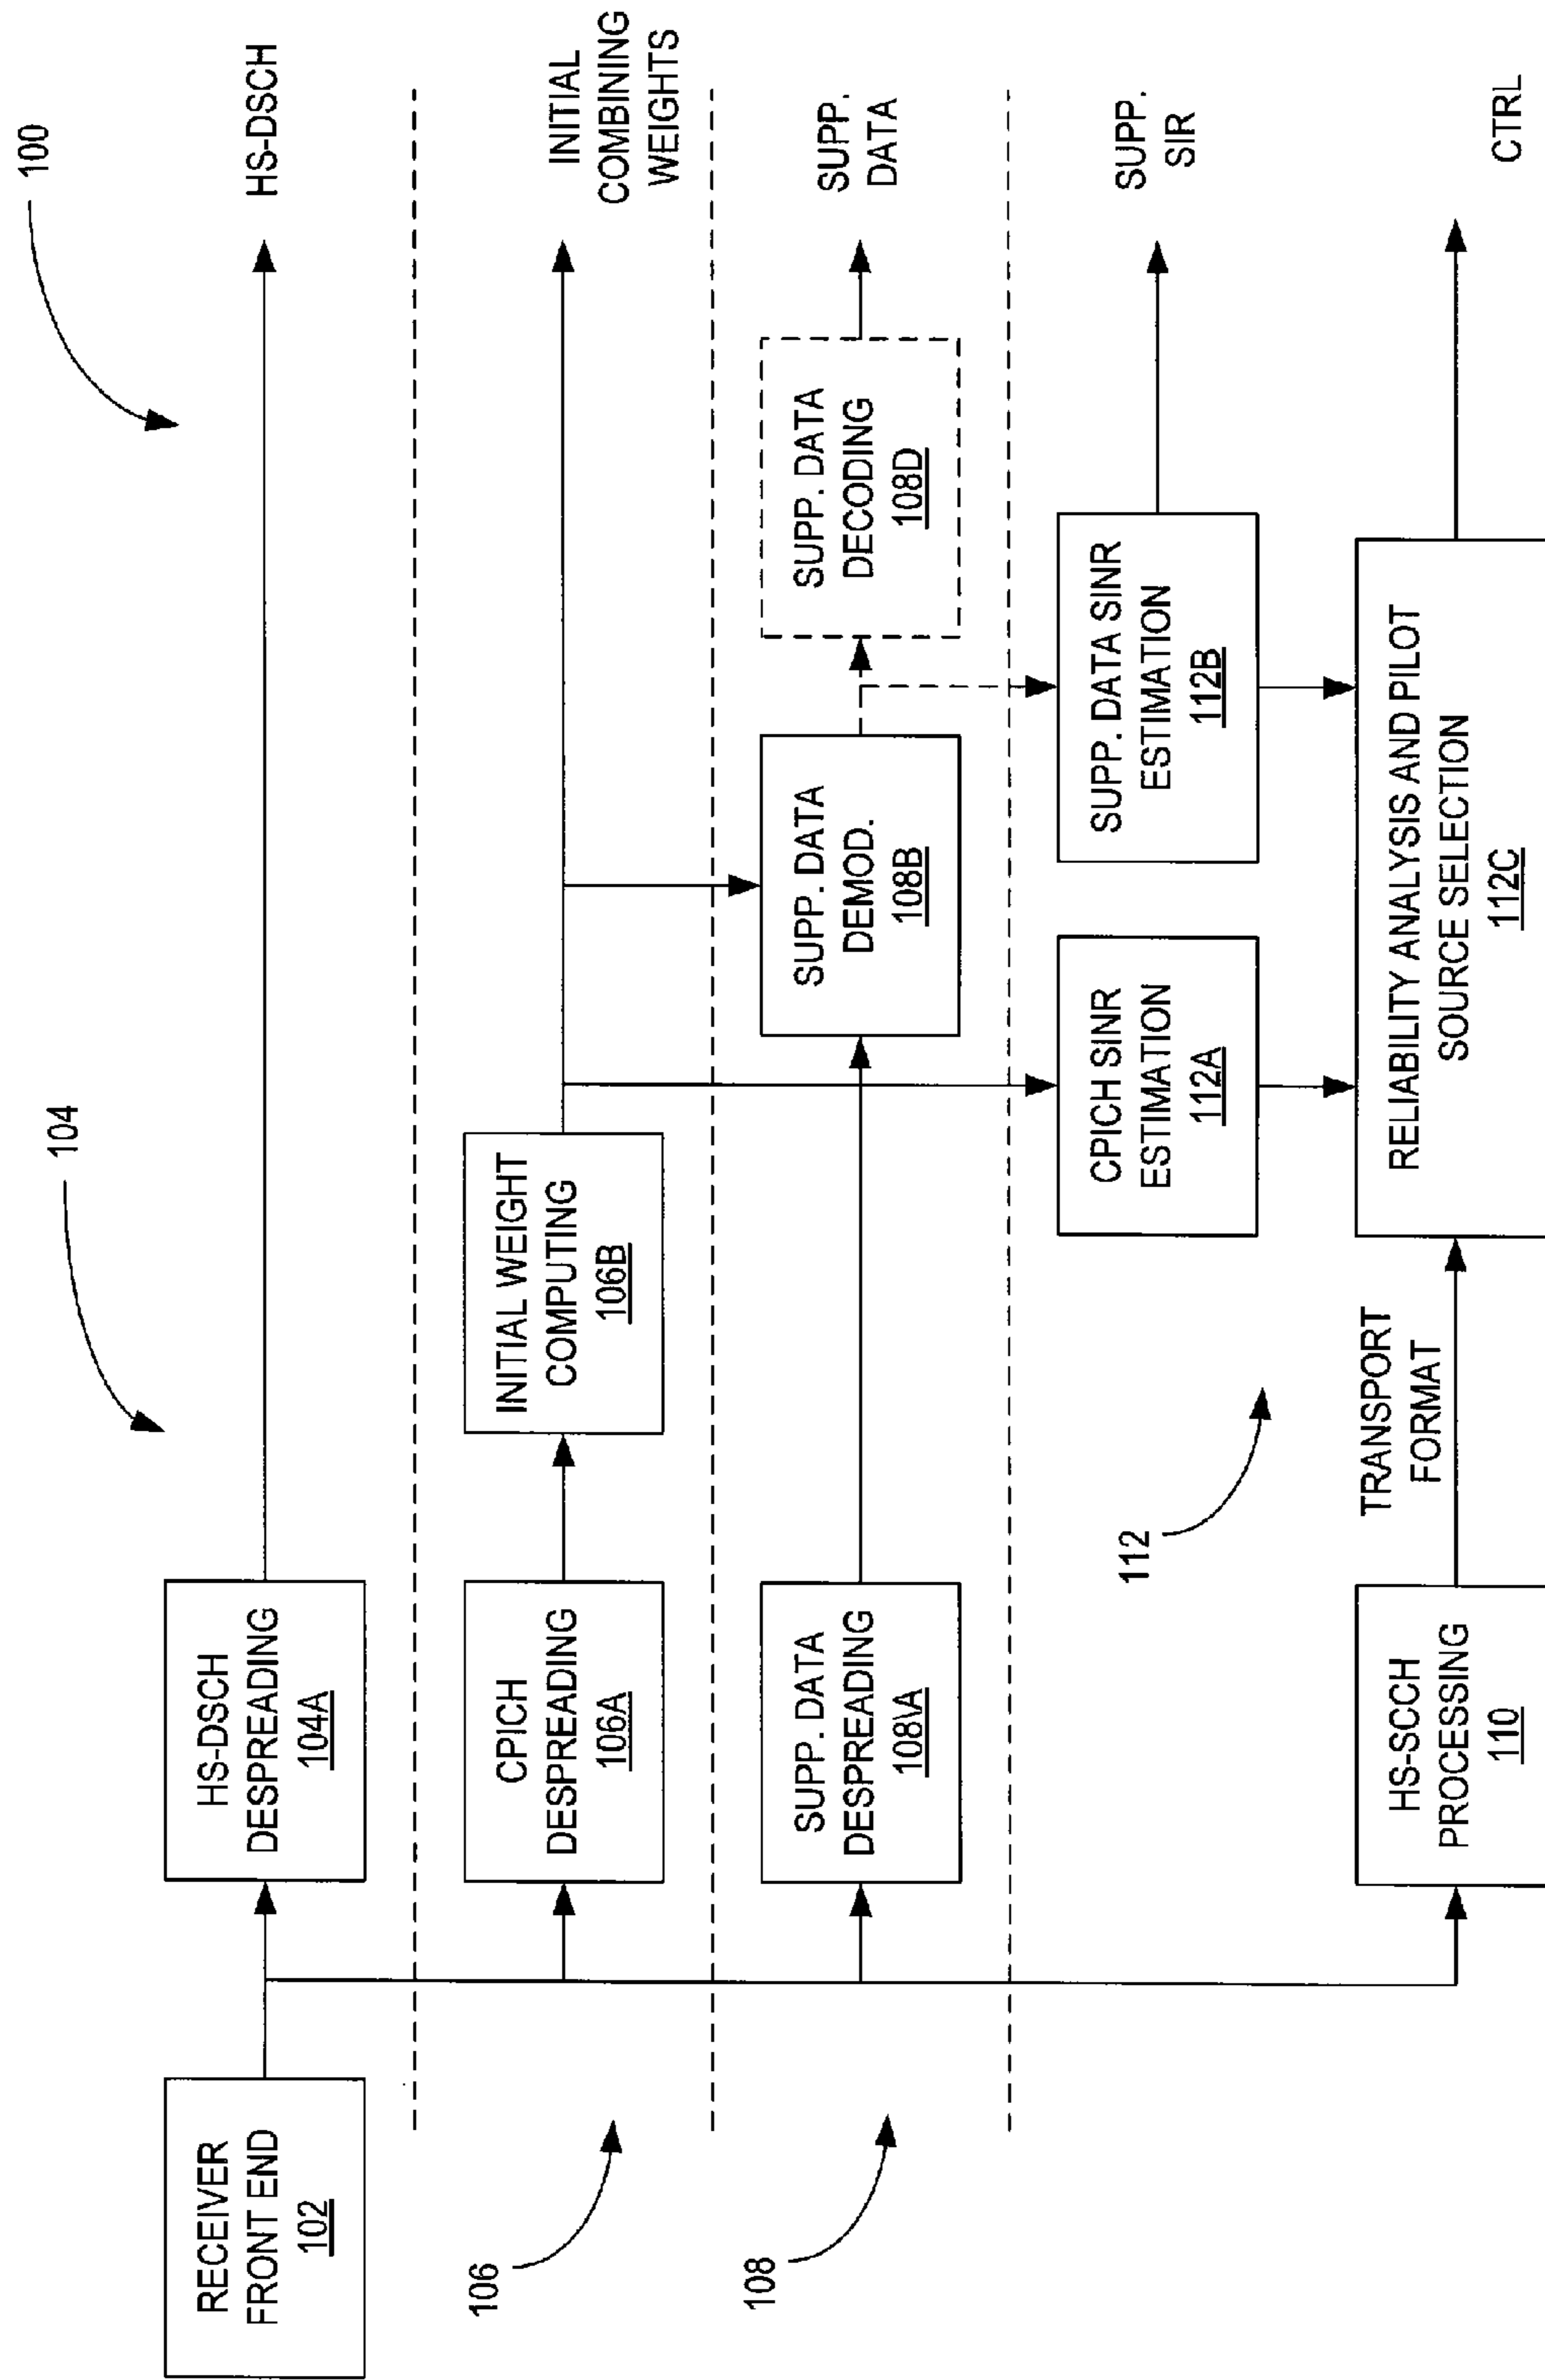 100
104
RECEIVER
FRONT END
102
HS-DSCH
DESPREADING
104A
HS-DSCH
106
CPICH
DESPREADING
106A
INITIAL WEIGHT
COMPUTING
106B
INITIAL
COMBINING
WEIGHTS
108
SUPP. DATA
DESPREADING
108\A
SUPP. DATA
DEMOD.
108B
SUPP. DATA
DECODING
108D
SUPP.
DATA
112
CPICH SINR
ESTIMATION
112A
SUPP. DATA SINR
ESTIMATION
112B
SUPP.
SIR
HS-SCCH
PROCESSING
110
TRANSPORT
FORMAT
RELIABILITY ANALYSIS AND PILOT
SOURCE SELECTION
112C
CTRL